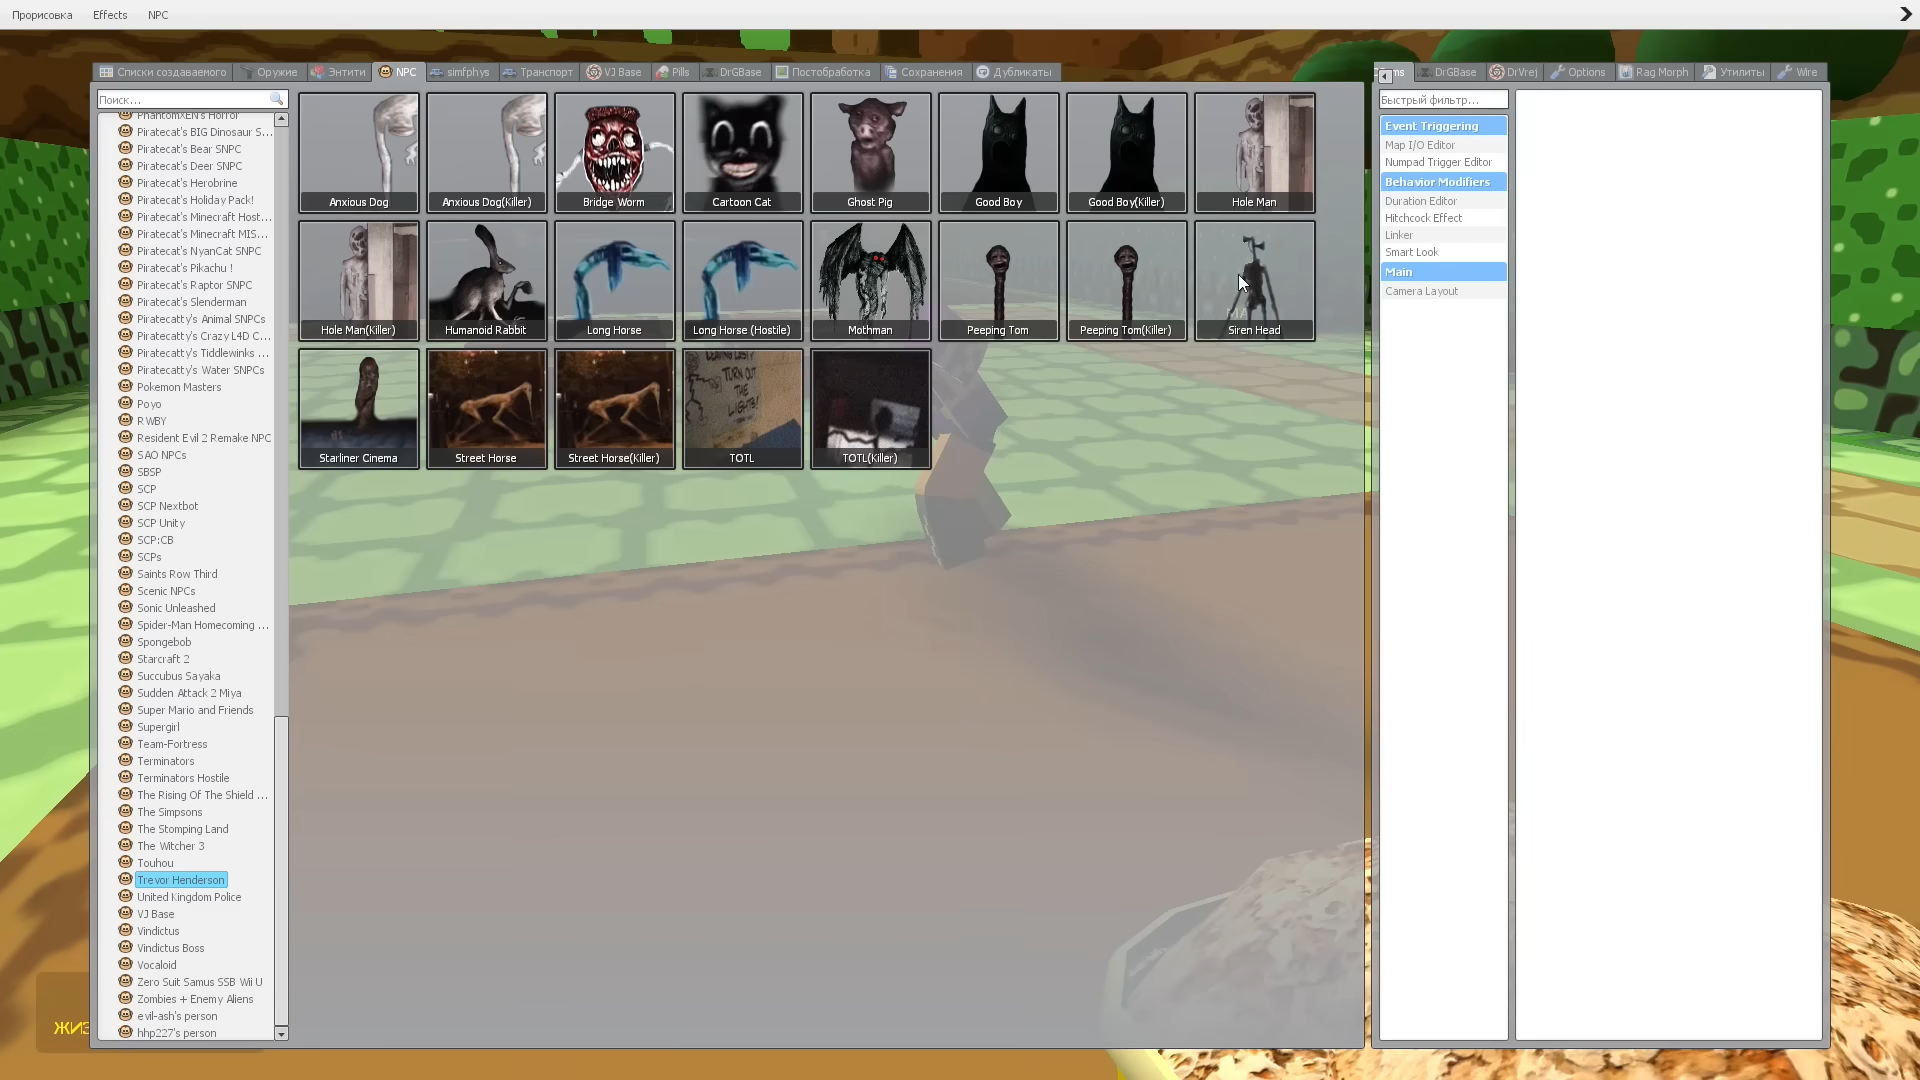 Прорисовка Effects NPC
Списки создаваемого Оружие Энтити NPC simfphys Транспорт VJ Base Pills DrGBase Постобработка Сохранения Дубликаты
DrGBase DrVrej Options Rag Morph Утилиты Wire
Поиск...
PhantomXEN's Horror
Piratecat's BIG Dinosaur S...
Piratecat's Bear SNPC
Piratecat's Deer SNPC
Piratecat's Herobrine
Piratecat's Holiday Pack!
Piratecat's Minecraft Host...
Piratecat's Minecraft MIS...
Piratecat's NyanCat SNPC
Piratecat's Pikachu !
Piratecat's Raptor SNPC
Piratecat's Slenderman
Piratecatty's Animal SNPCs
Piratecatty's Crazy L4D C...
Piratecatty's Tiddlewinks ...
Piratecatty's Water SNPCs
Pokemon Masters
Poyo
RWBY
Resident Evil 2 Remake NPC
SAO NPCs
SBSP
SCP
SCP Nextbot
SCP Unity
SCP:CB
SCPs
Saints Row Third
Scenic NPCs
Sonic Unleashed
Spider-Man Homecoming ...
Spongebob
Starcraft 2
Succubus Sayaka
Sudden Attack 2 Miya
Super Mario and Friends
Supergirl
Team-Fortress
Terminators
Terminators Hostile
The Rising Of The Shield ...
The Simpsons
The Stomping Land
The Witcher 3
Touhou
Trevor Henderson
United Kingdom Police
VJ Base
Vindictus
Vindictus Boss
Vocaloid
Zero Suit Samus SSB Wii U
Zombies + Enemy Aliens
evil-ash's person
hhp227's person
Anxious Dog Anxious Dog(Killer) Bridge Worm Cartoon Cat Ghost Pig Good Boy Good Boy(Killer) Hole Man
Hole Man(Killer) Humanoid Rabbit Long Horse Long Horse (Hostile) Mothman Peeping Tom Peeping Tom(Killer) Siren Head
TURN OUT
THE
LIGHTS!
Starliner Cinema Street Horse Street Horse(Killer) TOTL TOTL(Killer)
Быстрый фильтр...
Event Triggering
Map I/O Editor
Numpad Trigger Editor
Behavior Modifiers
Duration Editor
Hitchcock Effect
Linker
Smart Look
Main
Camera Layout